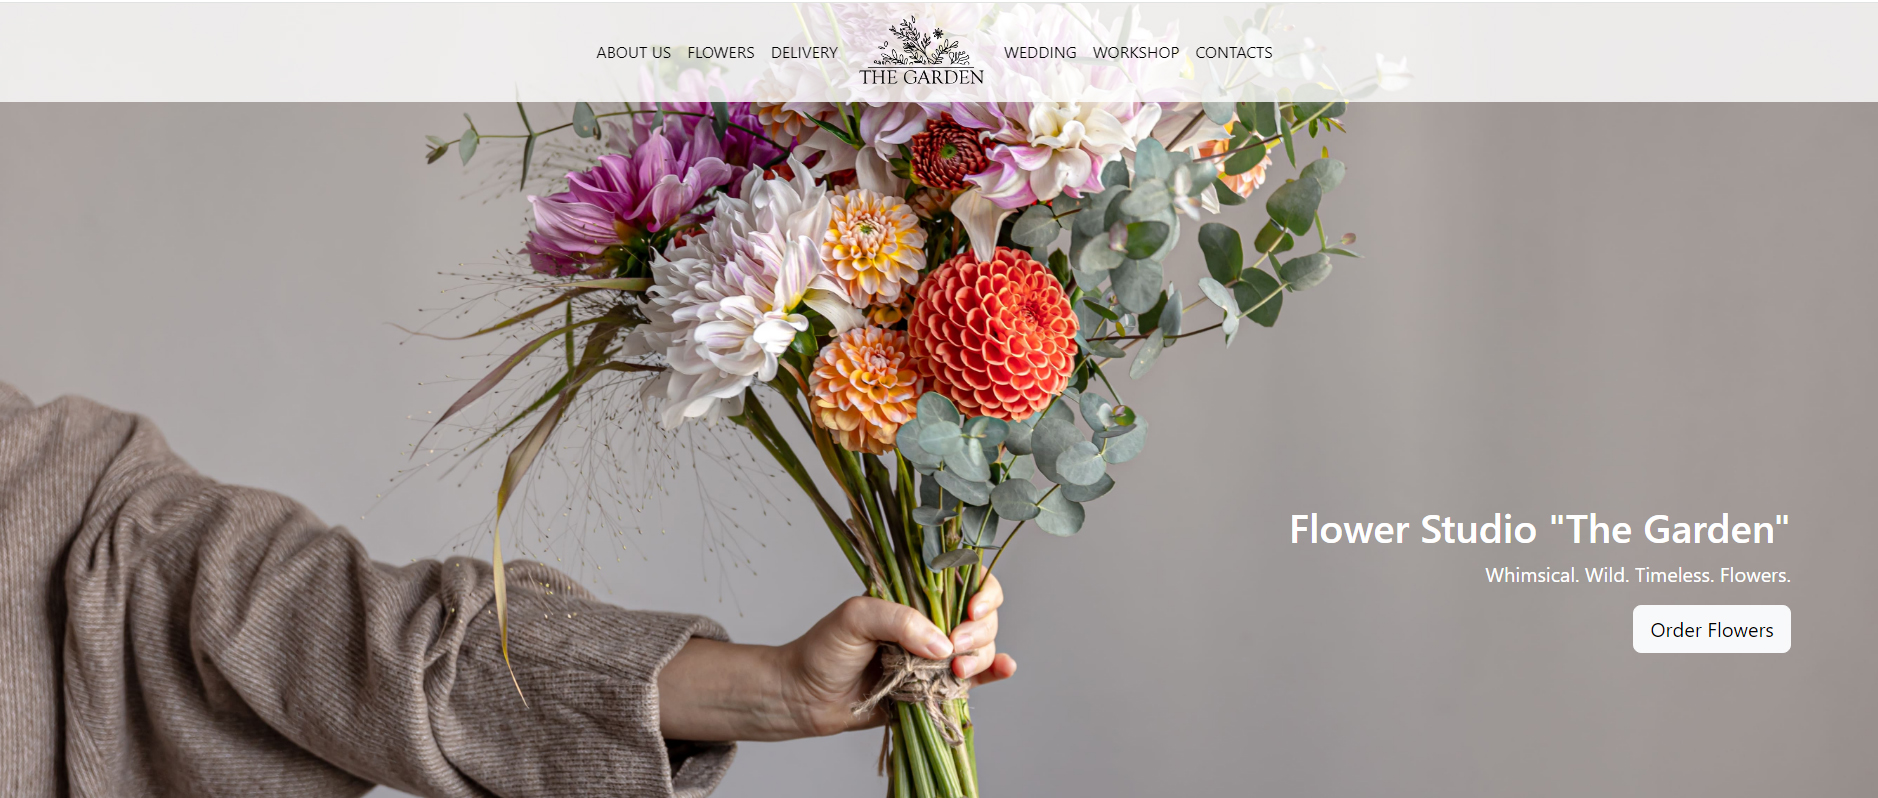 ABOUT US FLOWERS DELIVERY THE GARDEN WEDDING WORKSHOP CONTACTS
Flower Studio "The Garden"
Whimsical. Wild. Timeless. Flowers.
Order Flowers